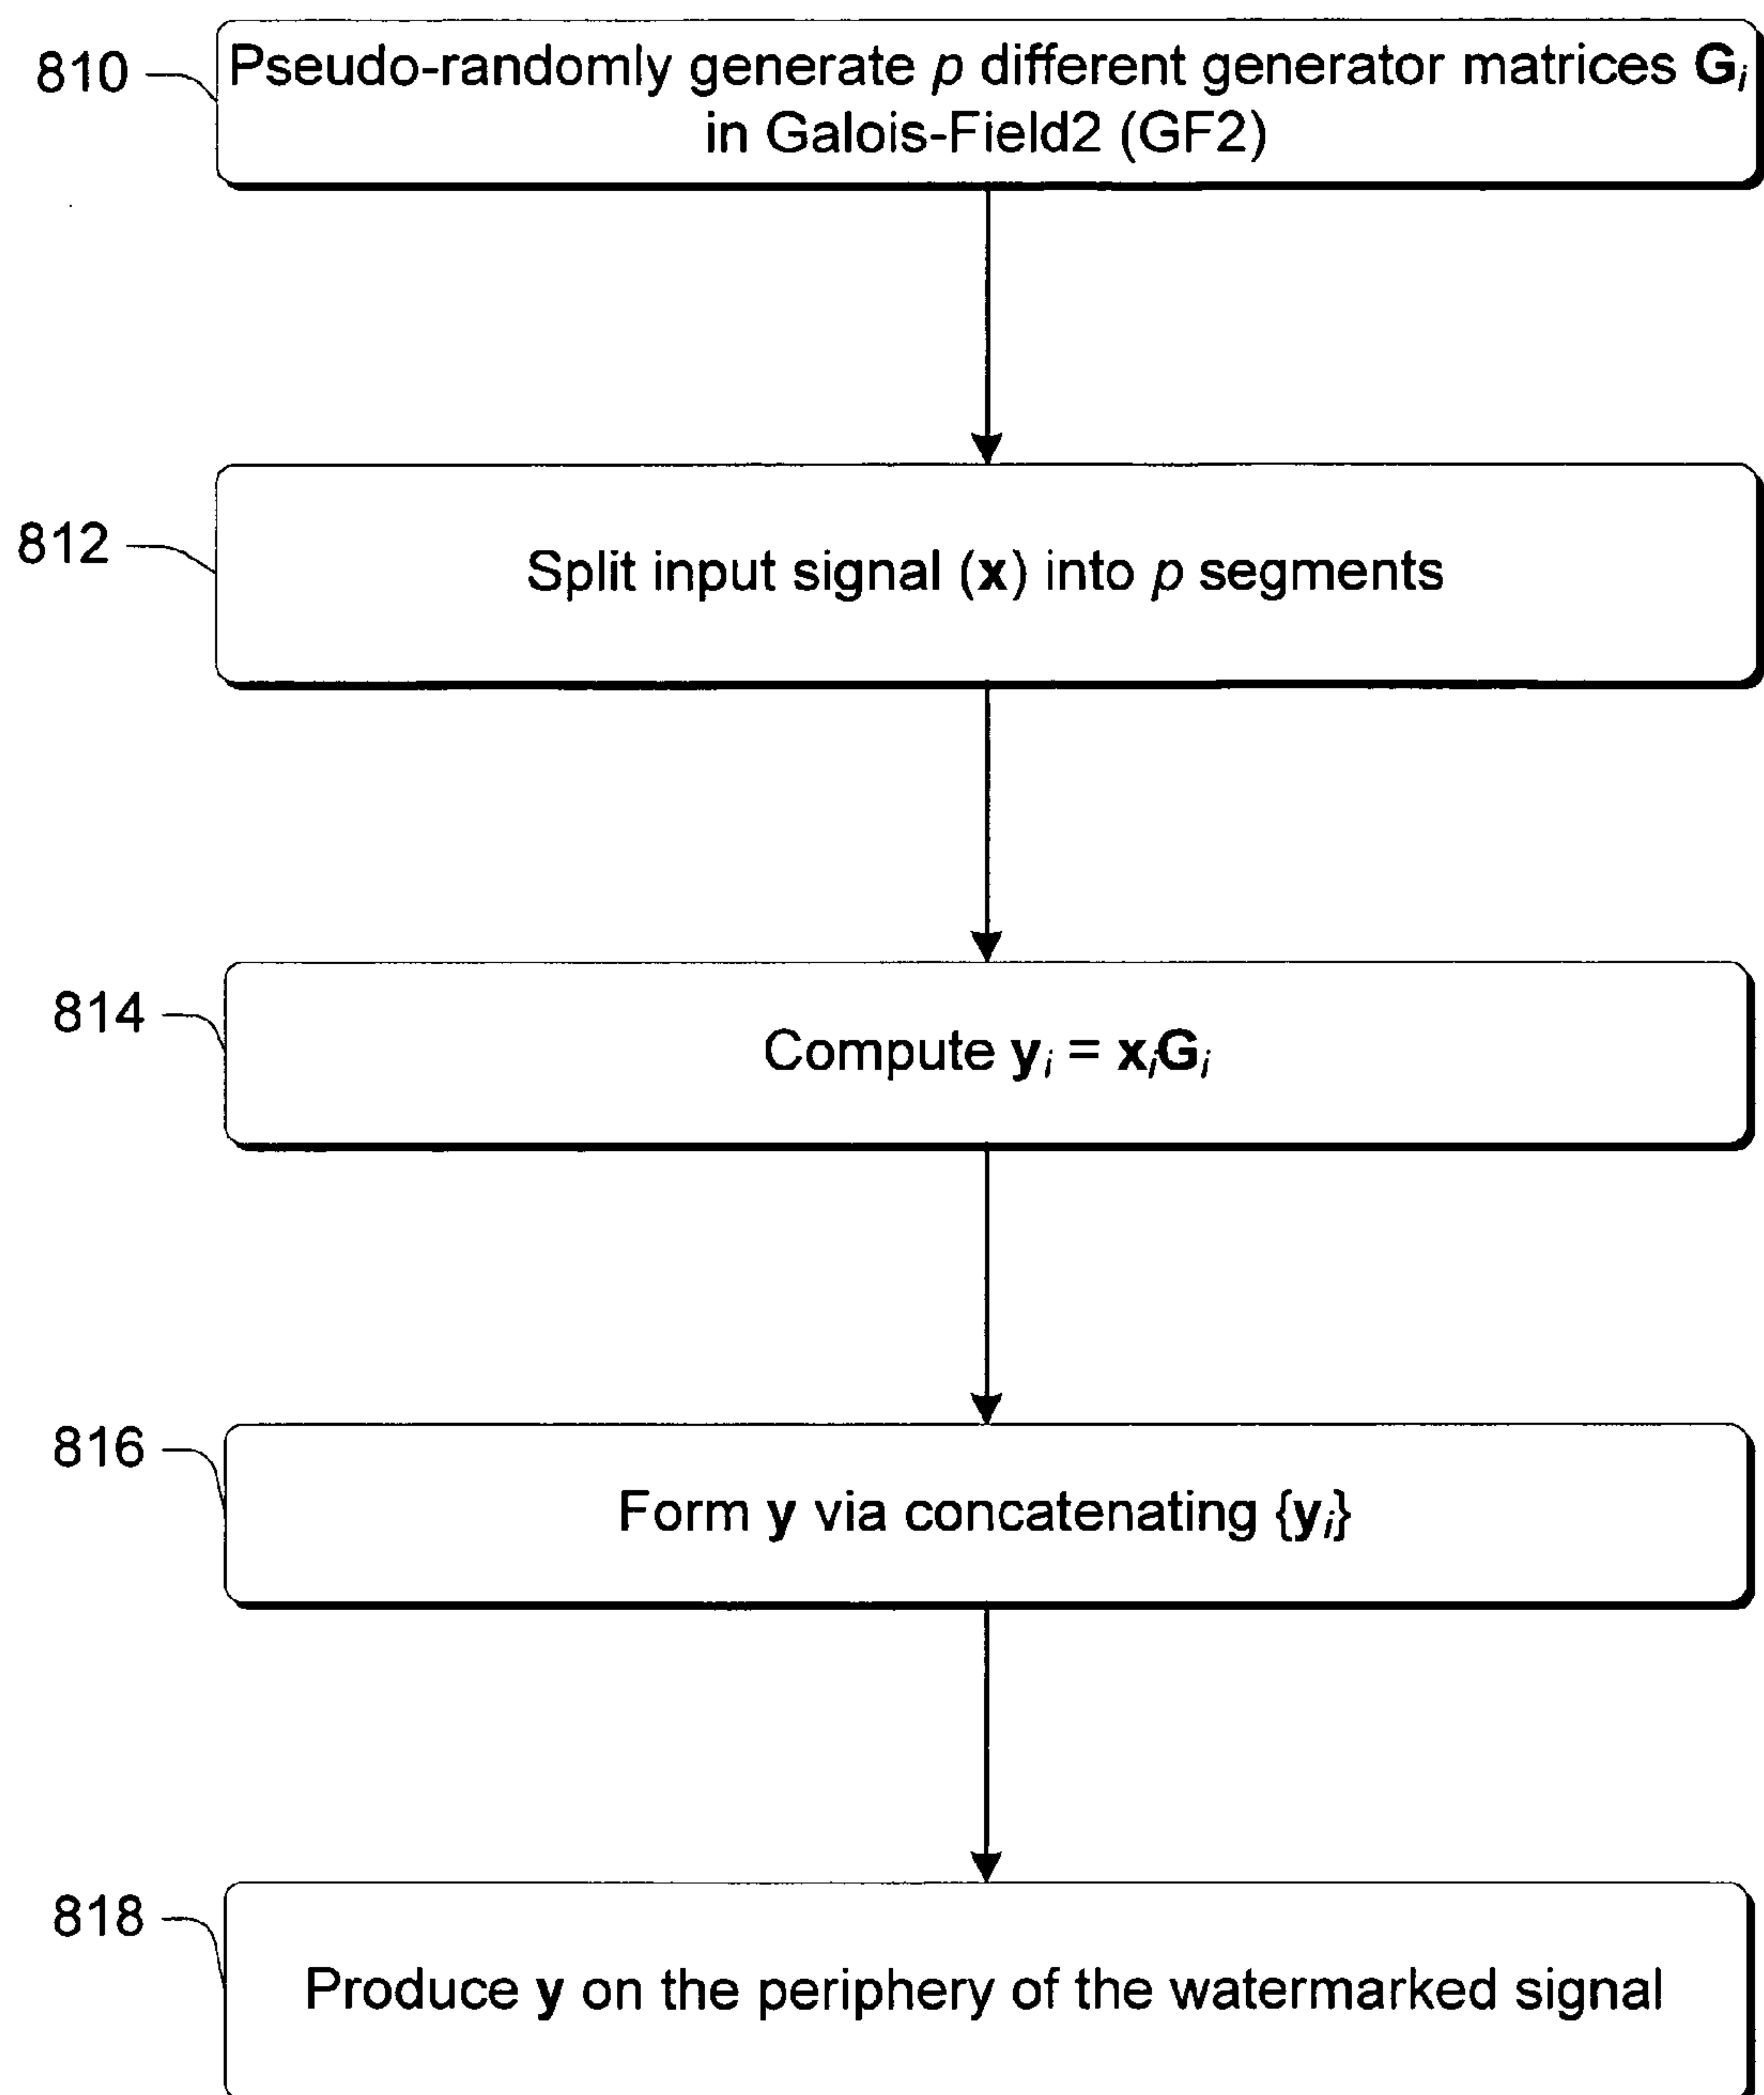 810
Pseudo-randomly generate p different generator matrices Gi
in Galois-Field2 (GF2)
812
Split input signal (x) into p segments
814
Compute yi = xiGi
816
Form y via concatenating {yi}
818
Produce y on the periphery of the watermarked signal